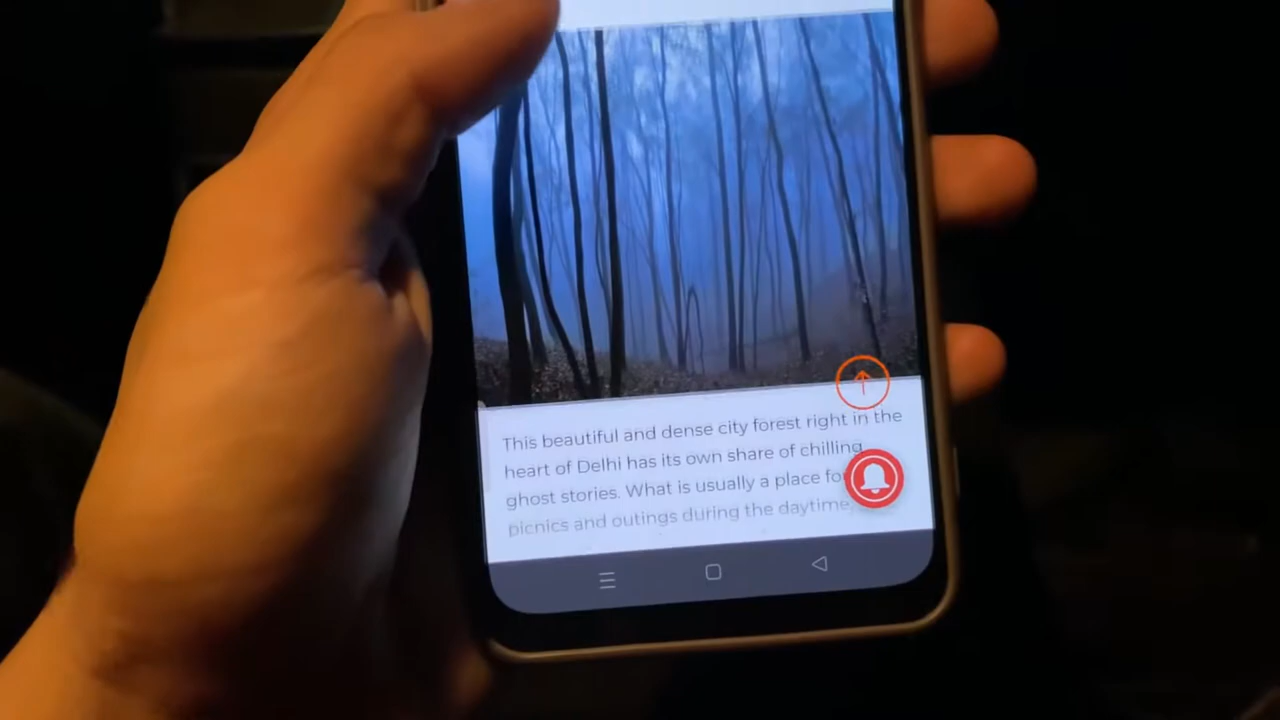 This beautiful and dense city forest right in the
heart of Delhi has its own share of chilling
ghost stories. What is usually a place
picnics and outings during the daytime